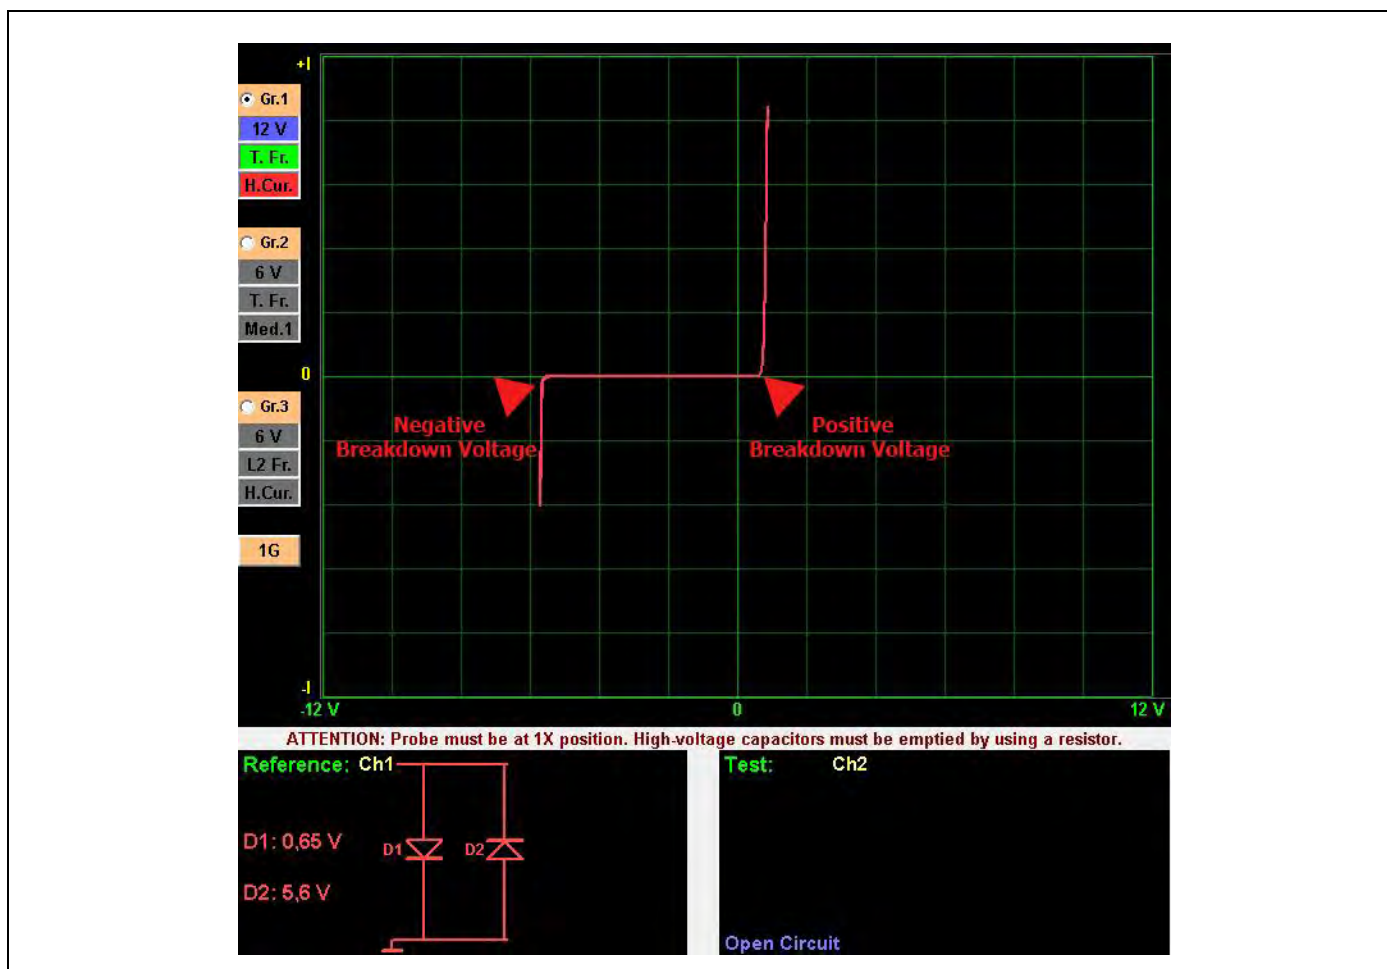 +I
Gr.1
12 V
T. Fr.
H.Cur.
Gr.2
6 V
T. Fr.
Med.1
0
Gr.3
6 V
L2 Fr.
H.Cur.
1G
Negative
Breakdown Voltage
Positive
Breakdown Voltage
-I
-12 V
0
12 V
ATTENTION: Probe must be at 1X position. High-voltage capacitors must be emptied by using a resistor.
Reference: Ch1
D1: 0,65 V
D1
D2
D2: 5,6 V
Test: Ch2
Open Circuit